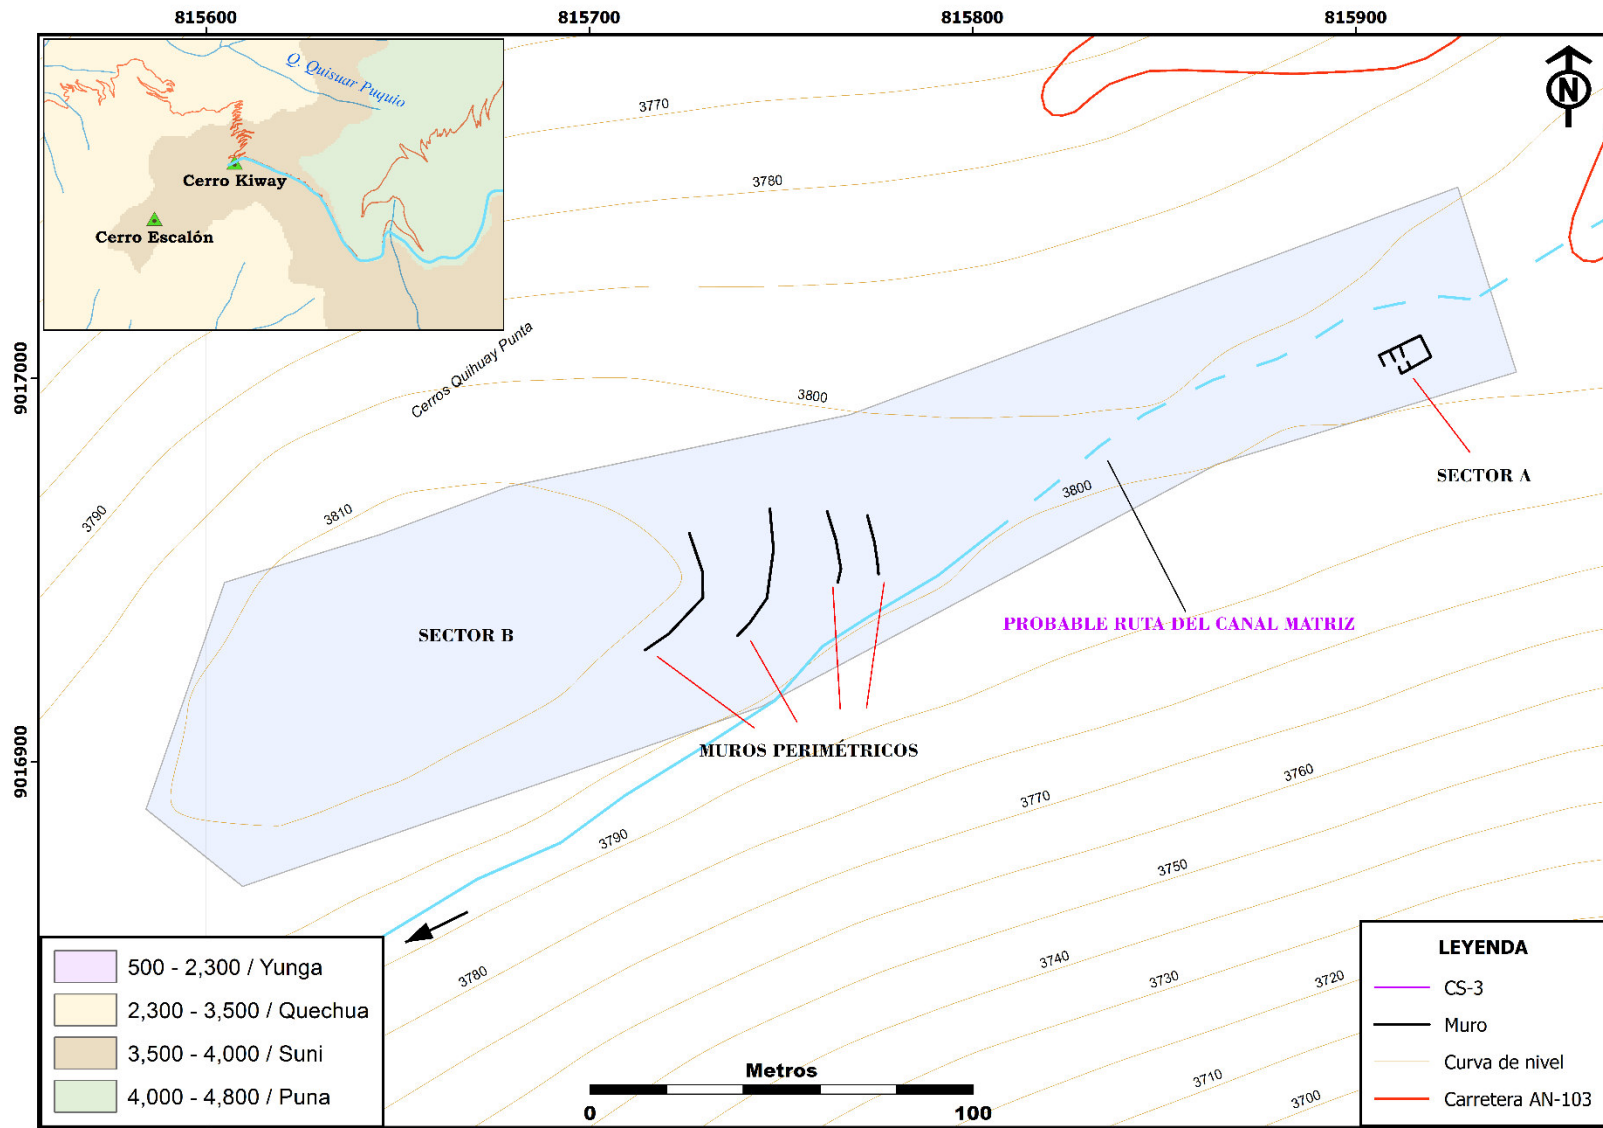 815600
815700
815800
815900
Q. Quisuar Puquio
Cerro Kiway
Cerro Escalón
N
3770
3780
9017000
Cerros Quihuay Punta
3800
SECTOR A
3790
3810
3800
SECTOR B
PROBABLE RUTA DEL CANAL MATRIZ
MUROS PERIMÉTRICOS
9016900
3760
3770
3790
3750
3780
3740
3730
3720
3710
3700
500 - 2,300 / Yunga
2,300 - 3,500 / Quechua
3,500 - 4,000 / Suni
4,000 - 4,800 / Puna
Metros
0
100
LEYENDA
CS-3
Muro
Curva de nivel
Carretera AN-103